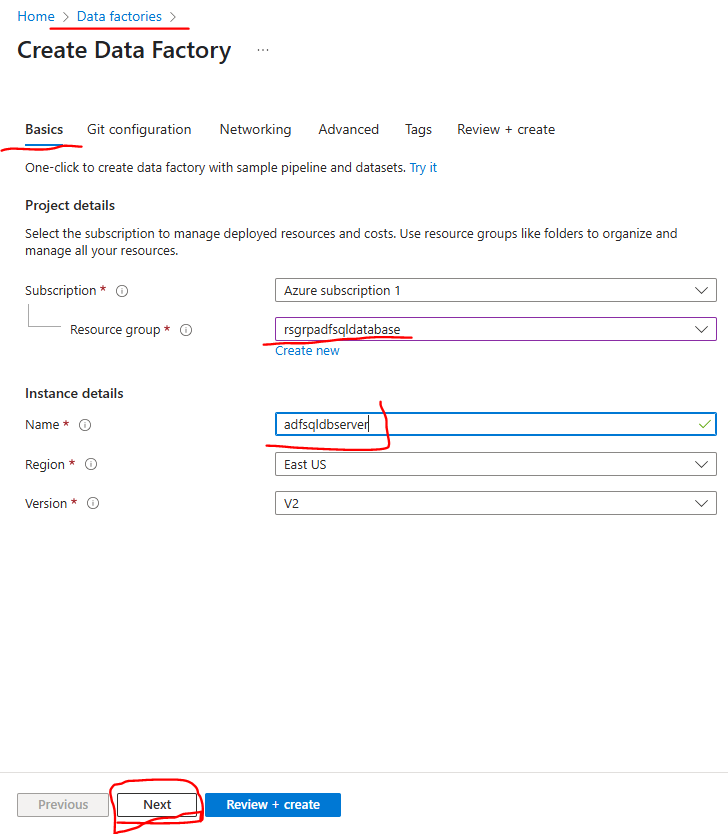 Home > Data factories >
Create Data Factory ...
Basics Git configuration Networking Advanced Tags Review + create
One-click to create data factory with sample pipeline and datasets. Try it
Project details
Select the subscription to manage deployed resources and costs. Use resource groups like folders to organize and
manage all your resources.
Subscription * Azure subscription 1
Resource group * rsgrpadfsqldatabase
Create new
Instance details
Name * adfsqldbserver
Region * East US
Version * V2
Previous Next Review + create